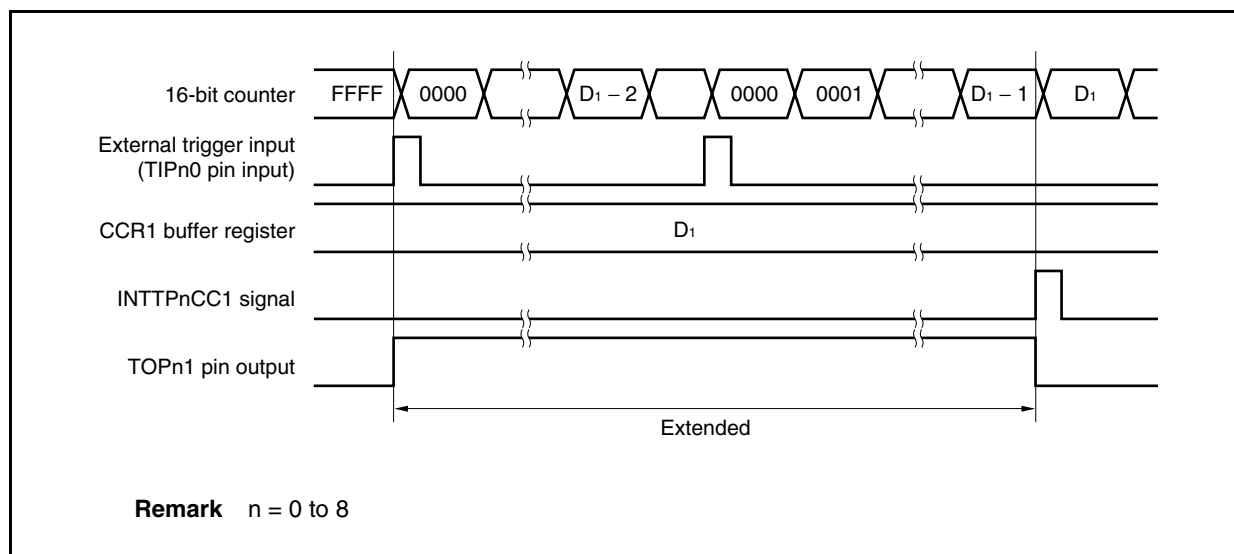 16-bit counter FFFF 0000 D₁ − 2 0000 0001 D₁ − 1 D₁
External trigger input
(TIPn0 pin input)
CCR1 buffer register D₁
INTTPnCC1 signal
TOPn1 pin output
Extended
Remark n = 0 to 8